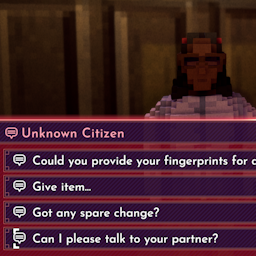 Unknown Citizen
Could you provide your fingerprints for
Give item...
Got any spare change?
Can I please talk to your partner?